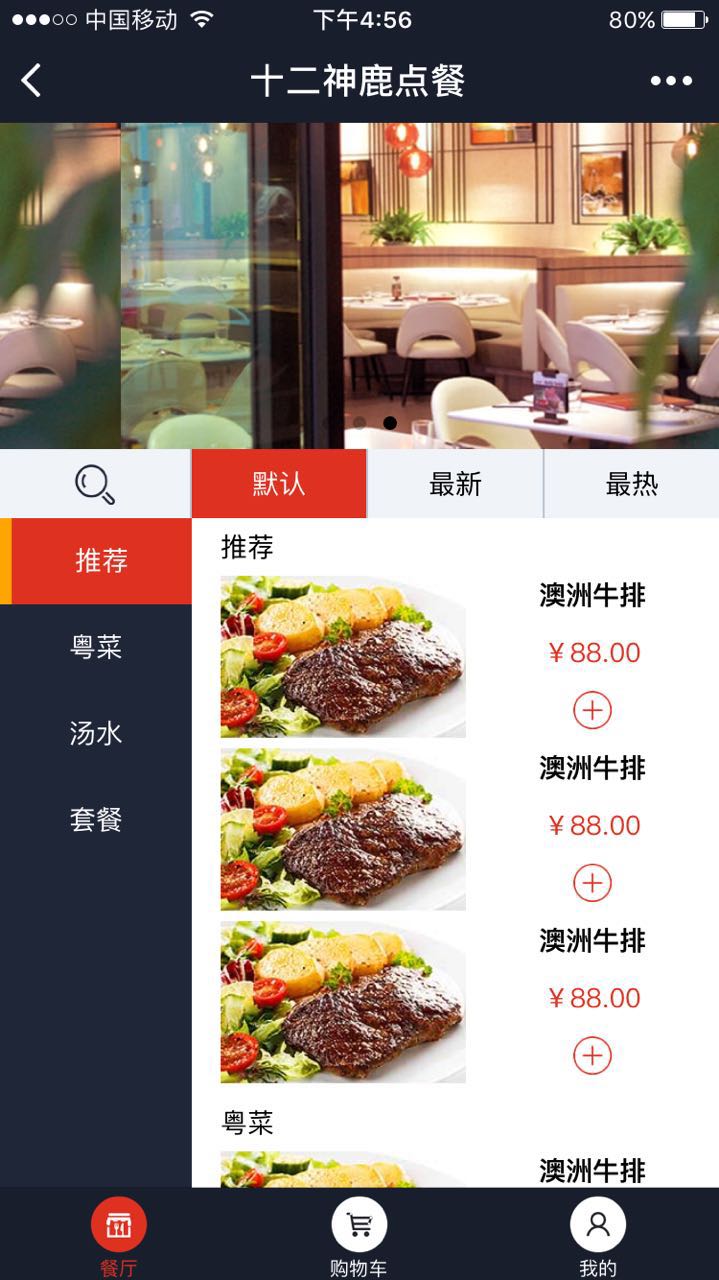 中国移动 下午4:56 80%
十二神鹿点餐
默认 最新 最热
推荐
粤菜
汤水
套餐
推荐
澳洲牛排
￥88.00
澳洲牛排
￥88.00
澳洲牛排
￥88.00
粤菜
澳洲牛排
餐厅 购物车 我的